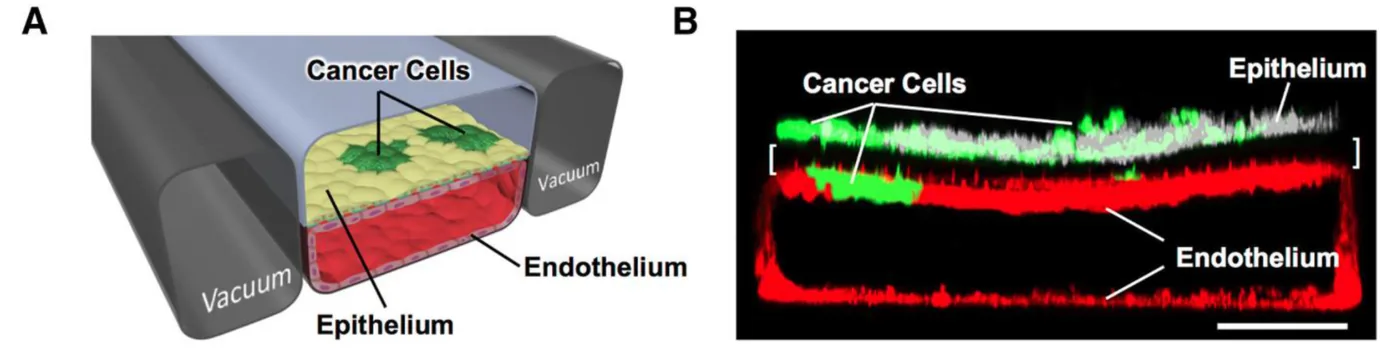 A
Cancer Cells
Vacuum
Vacuum
Endothelium
Epithelium
B
Epithelium
Cancer Cells
[ ]
Endothelium